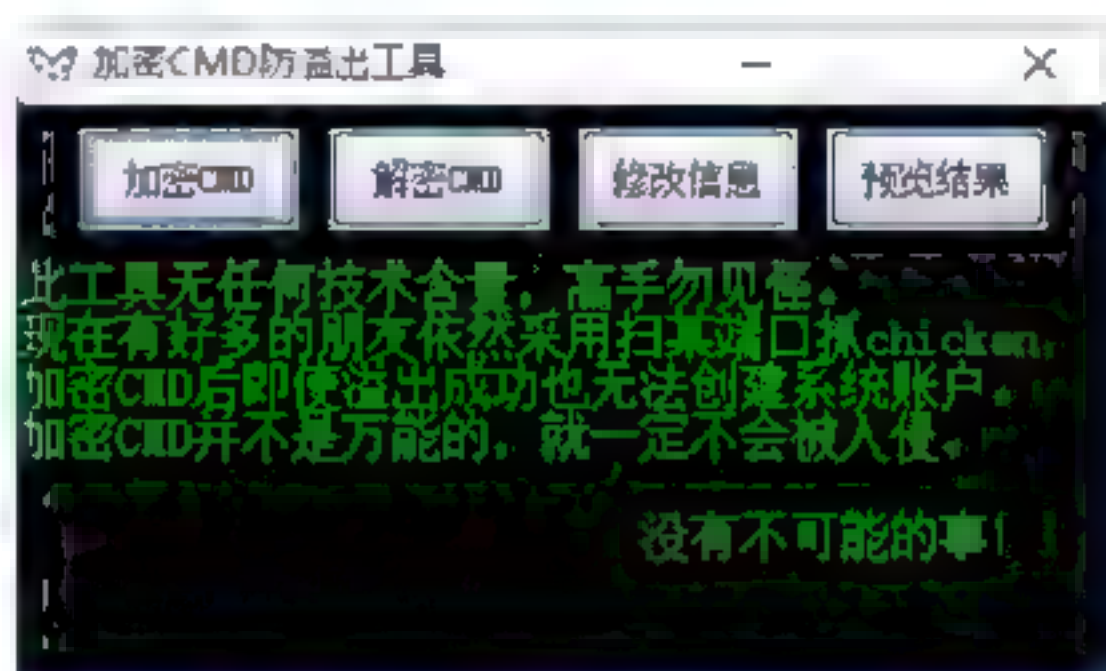 加密CMD防溢出工具
加密CMD 解密CMD 修改信息 预览结果
此工具无任何技术含量，高手勿见怪。
现在有好多的朋友依然采用扫某端口抓chicken,
加密CMD后即使溢出成功也无法创建系统账户。
加密CMD并不是万能的，就一定不会被入侵。
没有不可能的事!